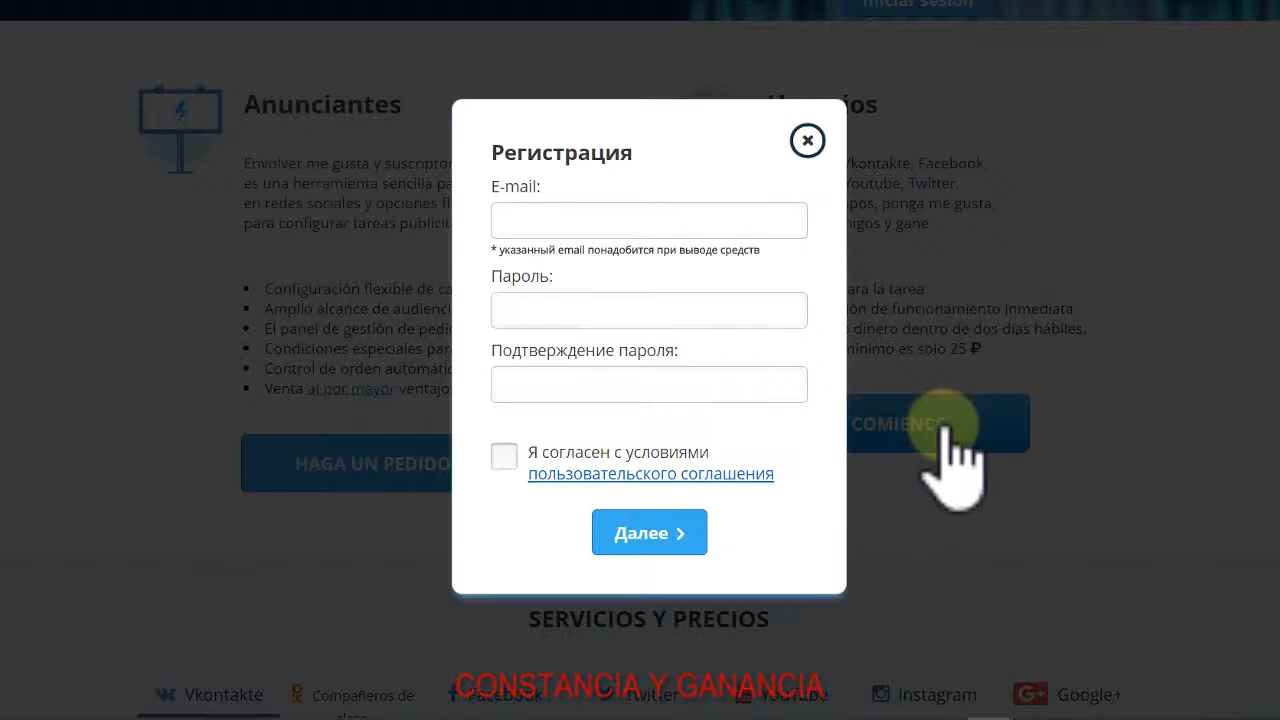 Iniciar sesión
Anunciantes
Envolver me gusta y suscriptor
es una herramienta sencilla pa
en redes sociales y opciones fl
para configurar tareas publicit
Configuración flexible de ca
Amplio alcance de audienci
El panel de gestión de pedi
Condiciones especiales par
Control de orden automátic
Venta al por mayor ventajo
HAGA UN PEDIDO
Vkontakte, Facebook,
Youtube, Twitter.
pos, ponga me gusta,
migos y gane
para la tarea
ón de funcionamiento inmediata
dinero dentro de dos días hábiles.
mínimo es solo 25 ₽
COMIENCE
Регистрация
E-mail:
* указанный email понадобится при выводе средств
Пароль:
Подтверждение пароля:
Я согласен с условиями
пользовательского соглашения
Далее
SERVICIOS Y PRECIOS
CONSTANCIA Y GANANCIA
Vkontakte
Compañeros de
Facebook
Twitter
YouTube
Instagram
Google+